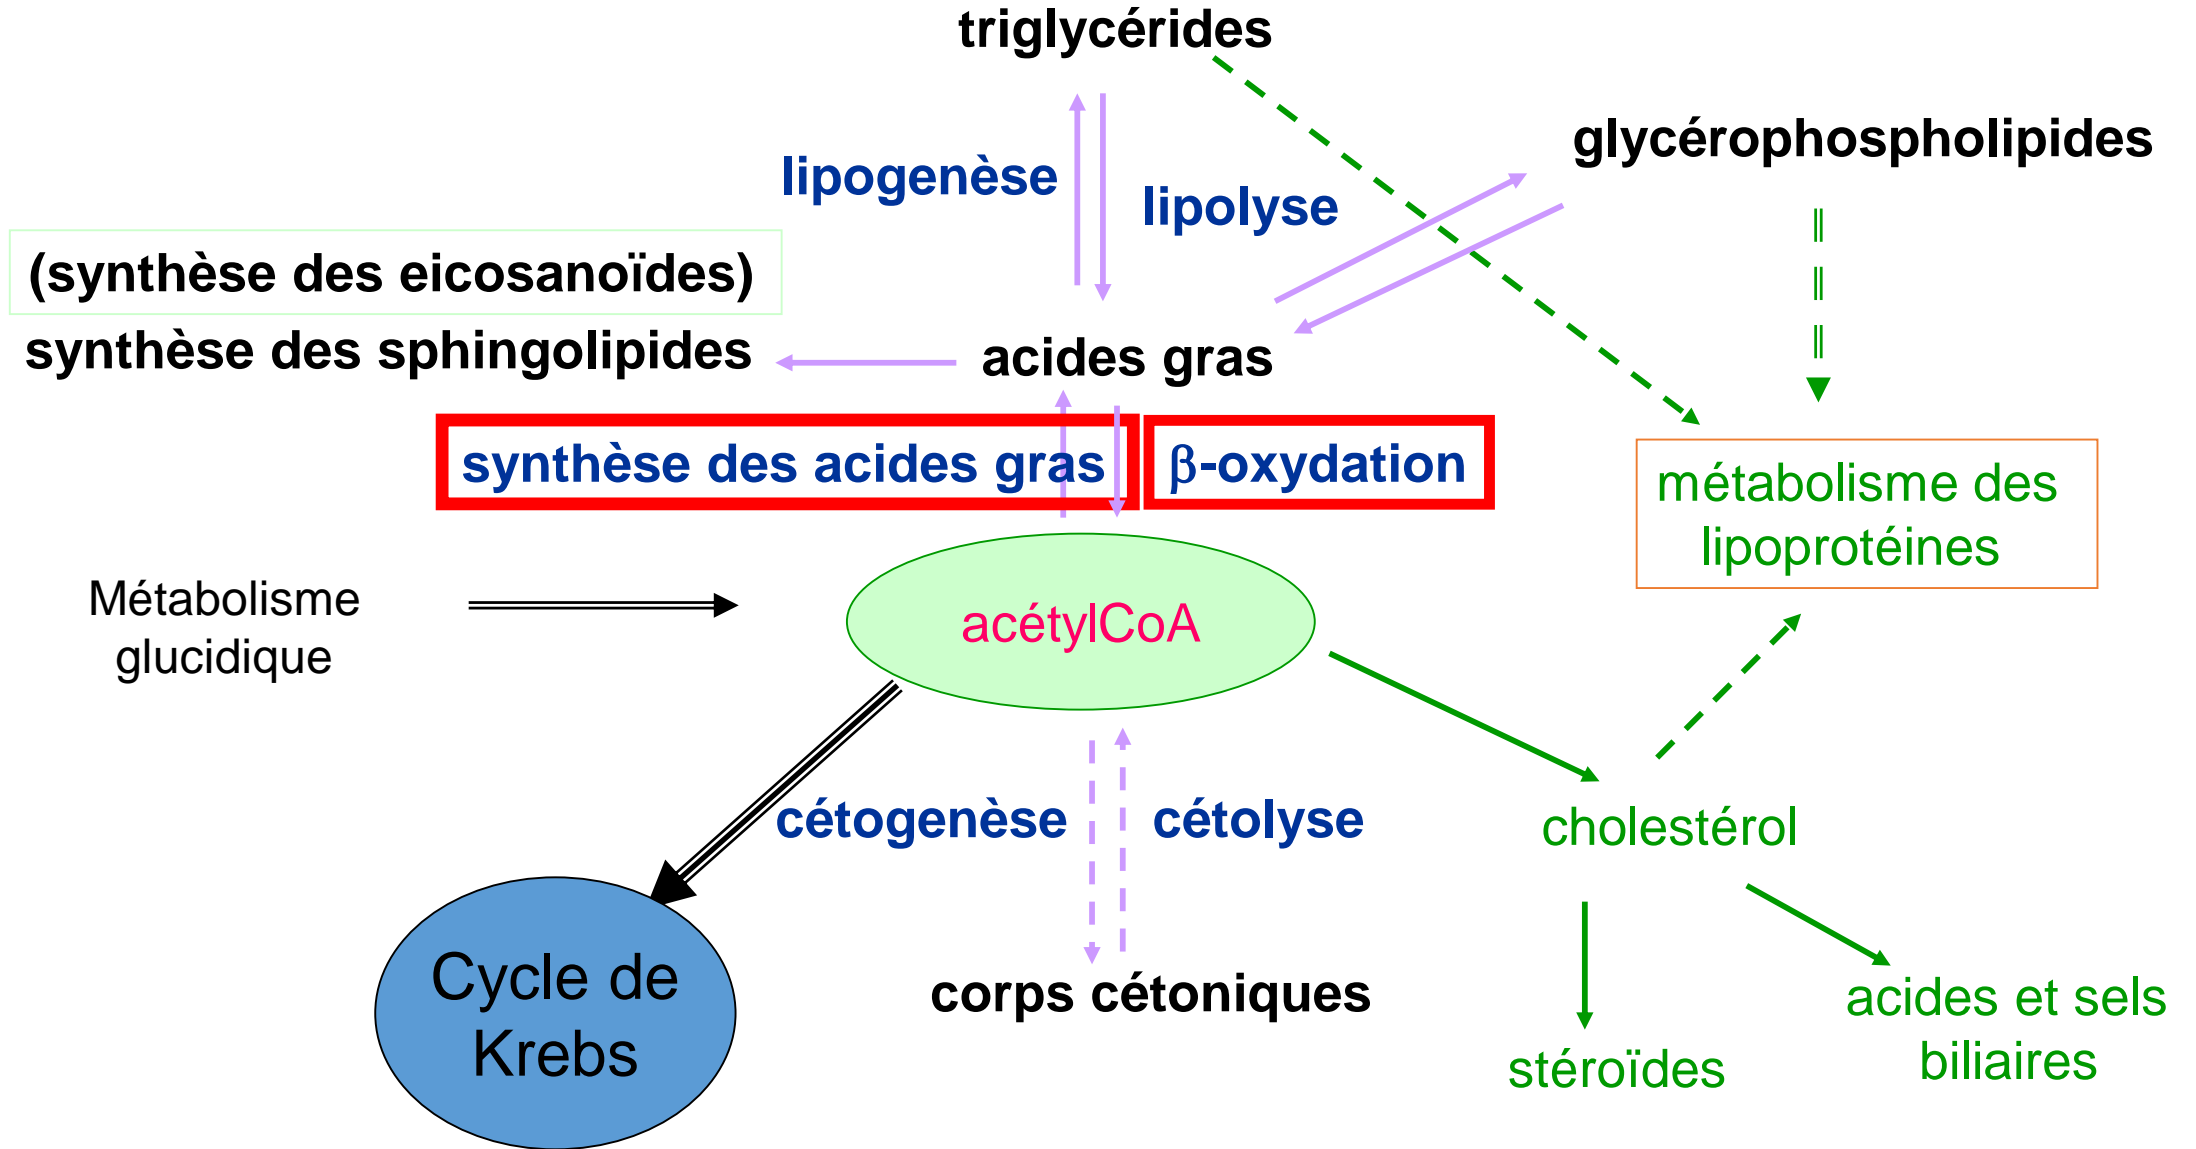 triglycérides
glycérophospholipides
lipogenèse
lipolyse
(synthèse des eicosanoïdes)
synthèse des sphingolipides
acides gras
synthèse des acides gras
β-oxydation
métabolisme des
lipoprotéines
Métabolisme
glucidique
acétylCoA
cétogenèse
cétolyse
cholestérol
Cycle de
Krebs
corps cétoniques
acides et sels
biliaires
stéroïdes